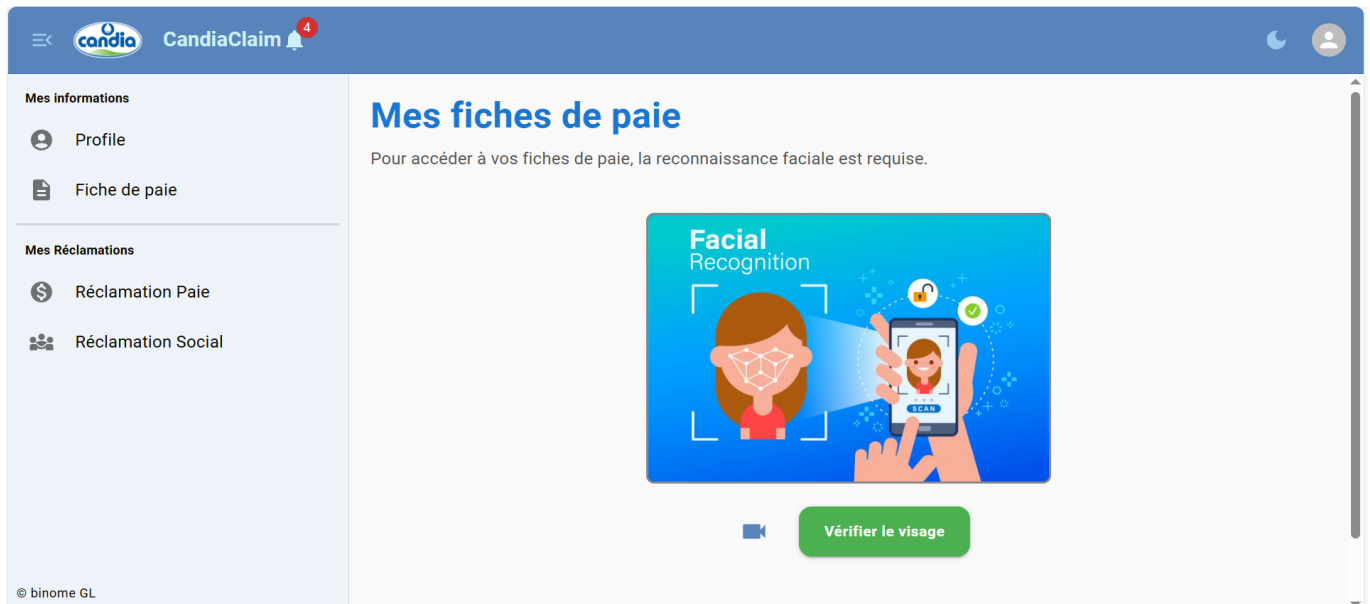 candia
CandiaClaim
4
Mes informations
Profile
Fiche de paie
Mes Réclamations
Réclamation Paie
Réclamation Social
© binome GL
Mes fiches de paie
Pour accéder à vos fiches de paie, la reconnaissance faciale est requise.
Facial
Recognition
SCAN
Vérifier le visage